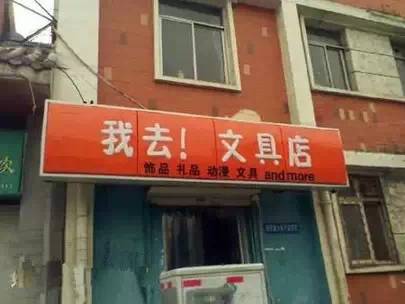 我去！文具店
饰品 礼品 动漫 文具 and more